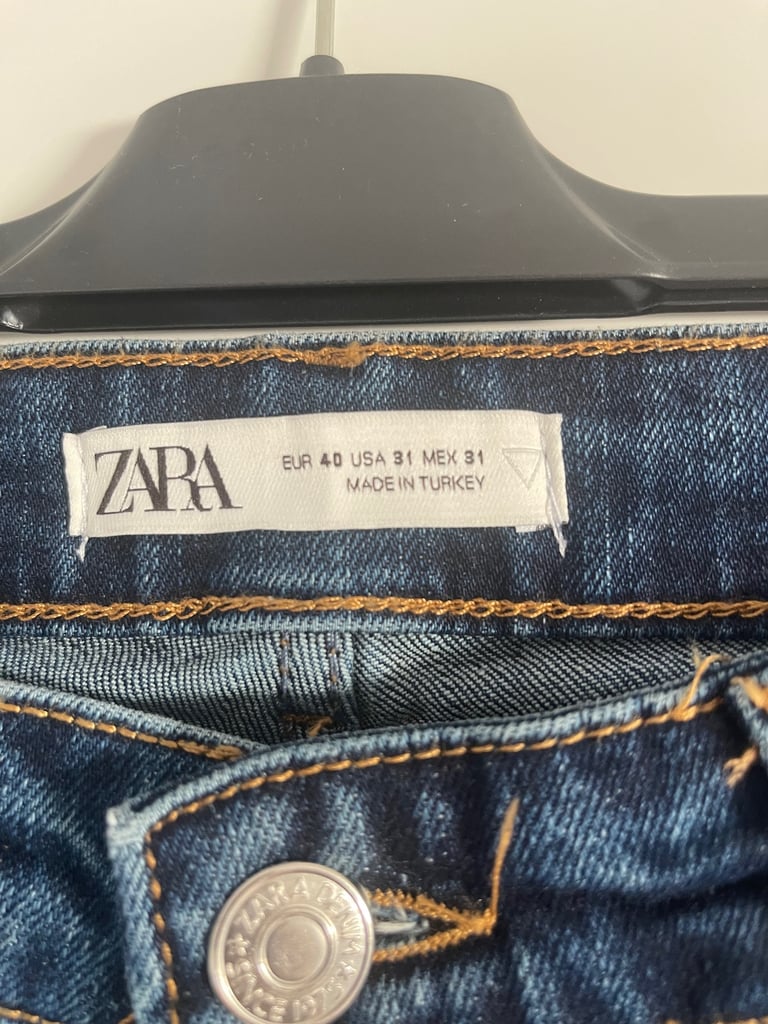 ZARA
EUR 40 USA 31 MEX 31
MADE IN TURKEY
ZARA DENIM
SINCE 1975